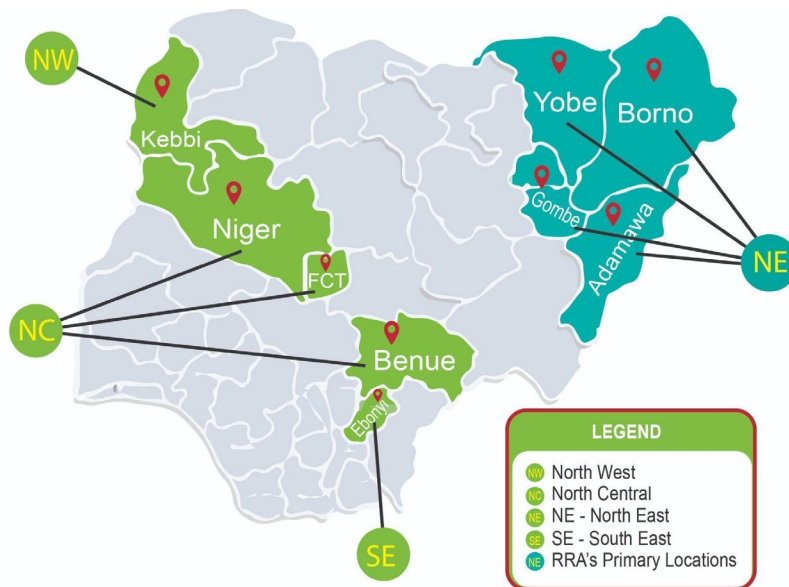 NW
Kebbi
Yobe
Borno
Niger
Gombe
Adamawa
FCT
NE
NC
Benue
Ebonyi
SE
LEGEND
NW North West
NC North Central
NE NE - North East
SE SE - South East
NE RRA's Primary Locations